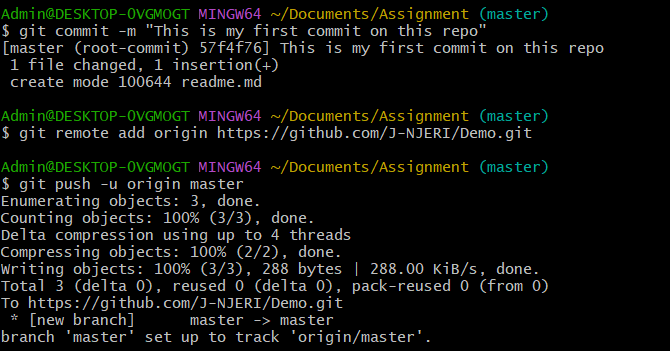 Admin@DESKTOP-OVGMOGT MINGW64 ~/Documents/Assignment (master)
$ git commit -m "This is my first commit on this repo"
[master (root-commit) 57f4f76] This is my first commit on this repo
 1 file changed, 1 insertion(+)
 create mode 100644 readme.md
Admin@DESKTOP-OVGMOGT MINGW64 ~/Documents/Assignment (master)
$ git remote add origin https://github.com/J-NJERI/Demo.git
Admin@DESKTOP-OVGMOGT MINGW64 ~/Documents/Assignment (master)
$ git push -u origin master
Enumerating objects: 3, done.
Counting objects: 100% (3/3), done.
Delta compression using up to 4 threads
Compressing objects: 100% (2/2), done.
Writing objects: 100% (3/3), 288 bytes | 288.00 KiB/s, done.
Total 3 (delta 0), reused 0 (delta 0), pack-reused 0 (from 0)
To https://github.com/J-NJERI/Demo.git
 * [new branch]      master -> master
branch 'master' set up to track 'origin/master'.